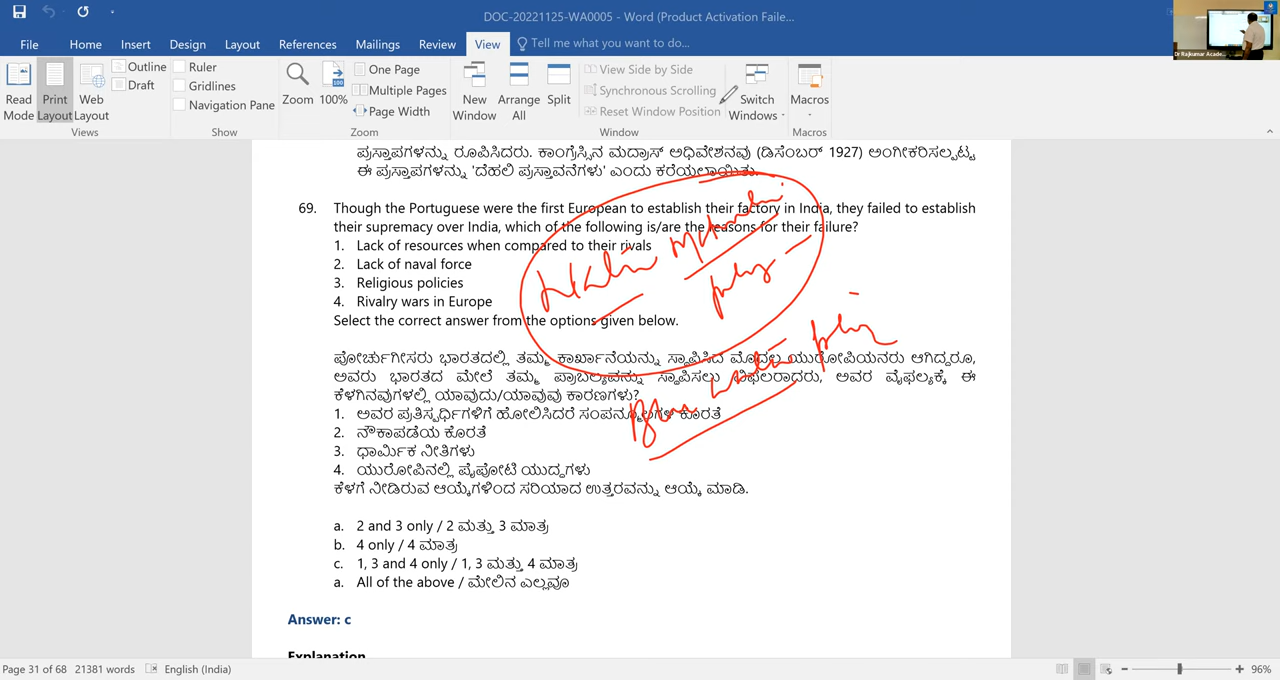 DOC-20221125-WA0005 - Word (Product Activation Faile...
File Home Insert Design Layout References Mailings Review View Tell me what you want to do...
Read Mode Print Layout Web Layout Outline Draft Views
Ruler Gridlines Navigation Pane Show
Zoom 100% One Page Multiple Pages Page Width Zoom
New Window Arrange All Split View Side by Side Synchronous Scrolling Reset Window Position Switch Windows Window
Macros Macros
Dr Rajkumar Acade...
ಪ್ರಸ್ತಾಪಗಳನ್ನು ರೂಪಿಸಿದರು. ಕಾಂಗ್ರೆಸ್ಸಿನ ಮದ್ರಾಸ್ ಅಧಿವೇಶನವು (ಡಿಸೆಂಬರ್ 1927) ಅಂಗೀಕರಿಸಲ್ಪಟ್ಟ
ಈ ಪ್ರಸ್ತಾಪಗಳನ್ನು 'ದೆಹಲಿ ಪ್ರಸ್ತಾವನೆಗಳು' ಎಂದು ಕರೆಯಲಾಯಿತು.
69. Though the Portuguese were the first European to establish their factory in India, they failed to establish
their supremacy over India, which of the following is/are the reasons for their failure?
1. Lack of resources when compared to their rivals
2. Lack of naval force
3. Religious policies
4. Rivalry wars in Europe
Select the correct answer from the options given below.
ಪೋರ್ಚುಗೀಸರು ಭಾರತದಲ್ಲಿ ತಮ್ಮ ಕಾರ್ಖಾನೆಯನ್ನು ಸ್ಥಾಪಿಸಿದ ಮೊದಲ ಯುರೋಪಿಯನರು ಆಗಿದ್ದರೂ,
ಅವರು ಭಾರತದ ಮೇಲೆ ತಮ್ಮ ಪ್ರಾಬಲ್ಯವನ್ನು ಸ್ಥಾಪಿಸಲು ವಿಫಲರಾದರು, ಅವರ ವೈಫಲ್ಯಕ್ಕೆ ಈ
ಕೆಳಗಿನವುಗಳಲ್ಲಿ ಯಾವುದು/ಯಾವುವು ಕಾರಣಗಳು?
1. ಅವರ ಪ್ರತಿಸ್ಪರ್ಧಿಗಳಿಗೆ ಹೋಲಿಸಿದರೆ ಸಂಪನ್ಮೂಲಗಳ ಕೊರತೆ
2. ನೌಕಾಪಡೆಯ ಕೊರತೆ
3. ಧಾರ್ಮಿಕ ನೀತಿಗಳು
4. ಯುರೋಪಿನಲ್ಲಿ ಪೈಪೋಟಿ ಯುದ್ಧಗಳು
ಕೆಳಗೆ ನೀಡಿರುವ ಆಯ್ಕೆಗಳಿಂದ ಸರಿಯಾದ ಉತ್ತರವನ್ನು ಆಯ್ಕೆ ಮಾಡಿ.
a. 2 and 3 only / 2 ಮತ್ತು 3 ಮಾತ್ರ
b. 4 only / 4 ಮಾತ್ರ
c. 1, 3 and 4 only / 1, 3 ಮತ್ತು 4 ಮಾತ್ರ
a. All of the above / ಮೇಲಿನ ಎಲ್ಲವೂ
Answer: c
Explanation
Page 31 of 68 21381 words English (India) 96%